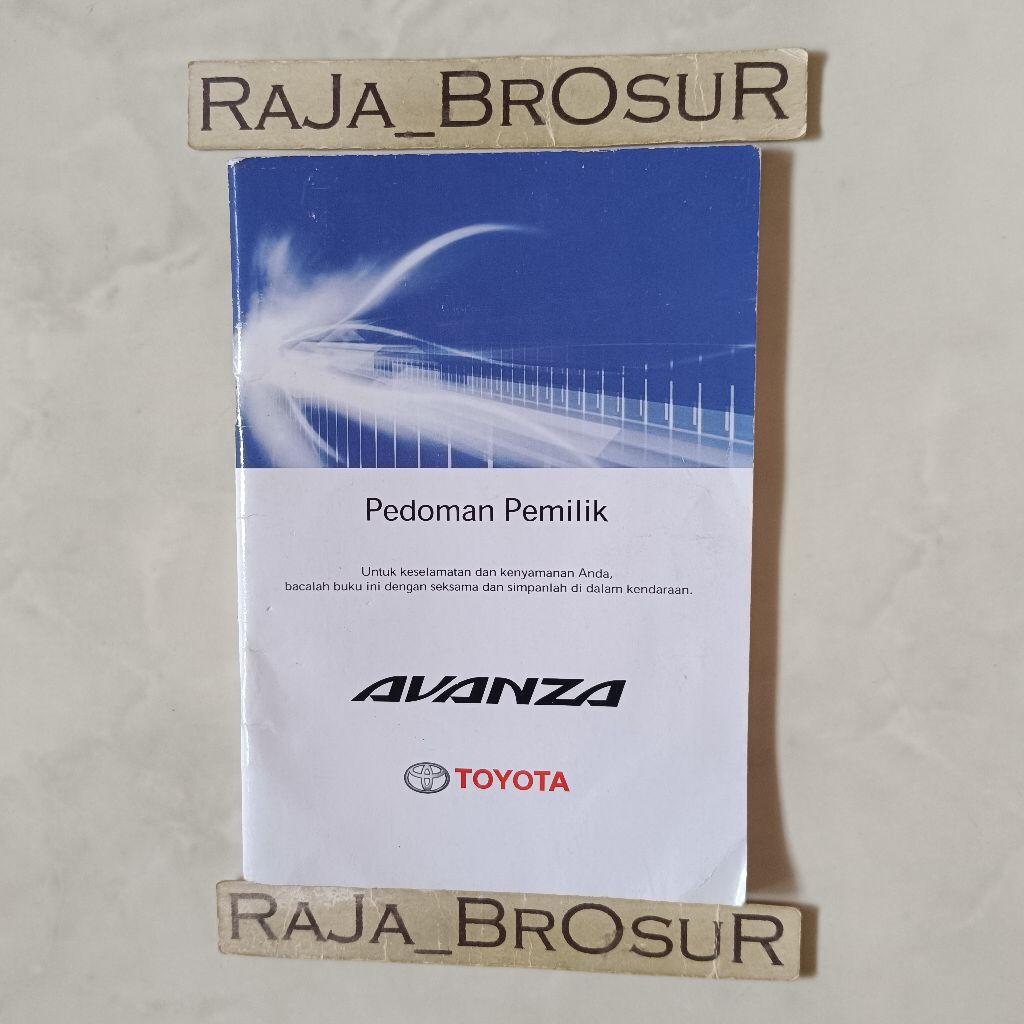 RAJA_BROSUR
Pedoman Pemilik
Untuk keselamatan dan kenyamanan Anda,
bacalah buku ini dengan seksama dan simpanlah di dalam kendaraan.
AVANZA
TOYOTA
RAJA_BROSUR